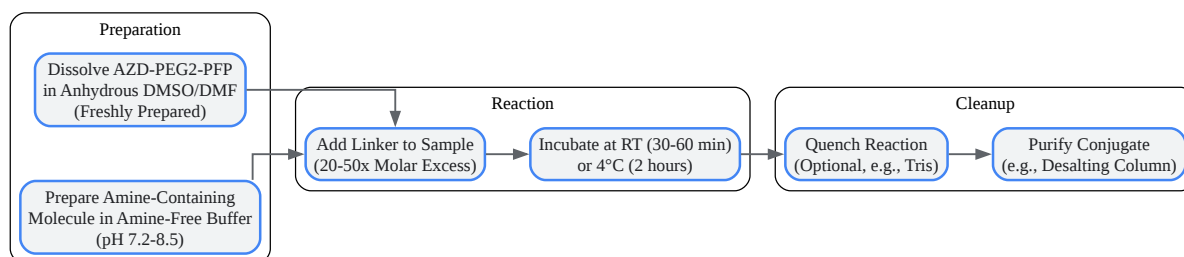 Preparation
Dissolve AZD-PEG2-PFP
in Anhydrous DMSO/DMF
(Freshly Prepared)
Prepare Amine-Containing
Molecule in Amine-Free Buffer
(pH 7.2-8.5)
Reaction
Add Linker to Sample
(20-50x Molar Excess)
Incubate at RT (30-60 min)
or 4°C (2 hours)
Cleanup
Quench Reaction
(Optional, e.g., Tris)
Purify Conjugate
(e.g., Desalting Column)